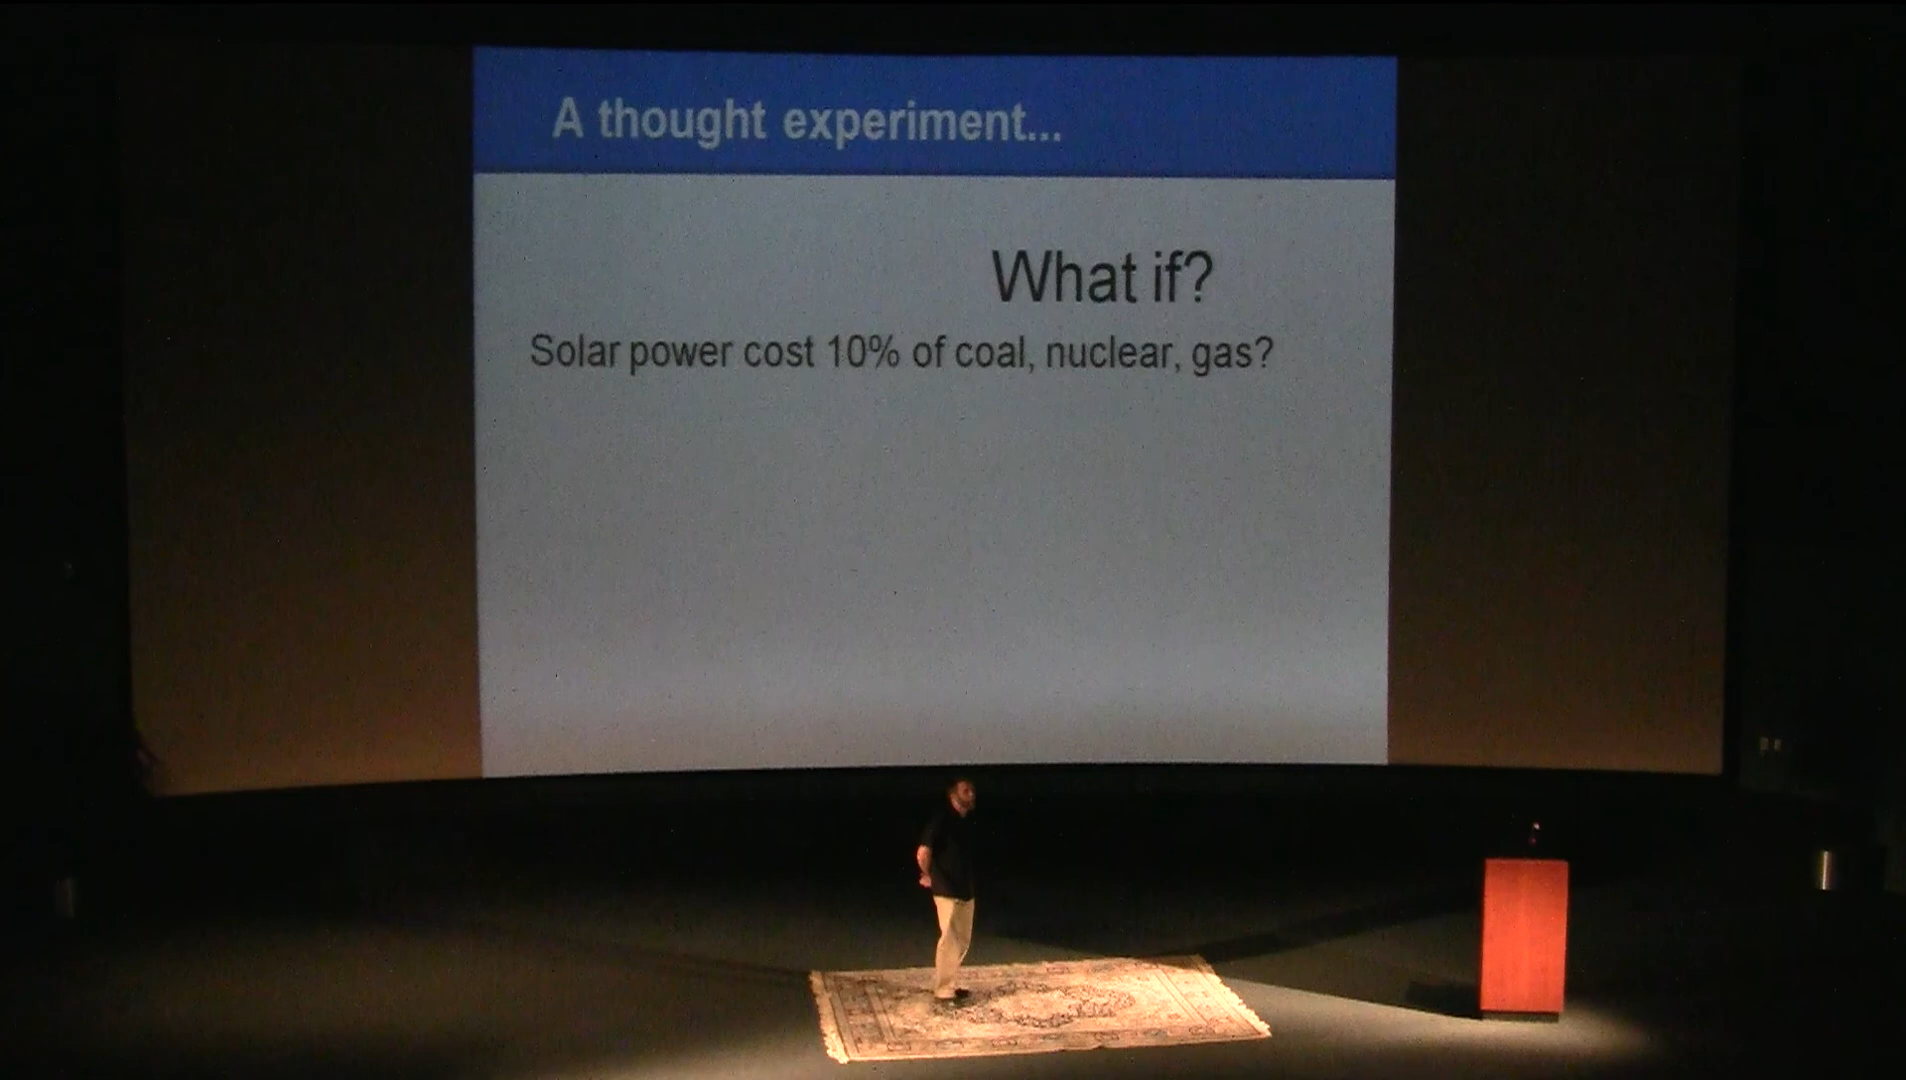 A thought experiment...
What if?
Solar power cost 10% of coal, nuclear, gas?